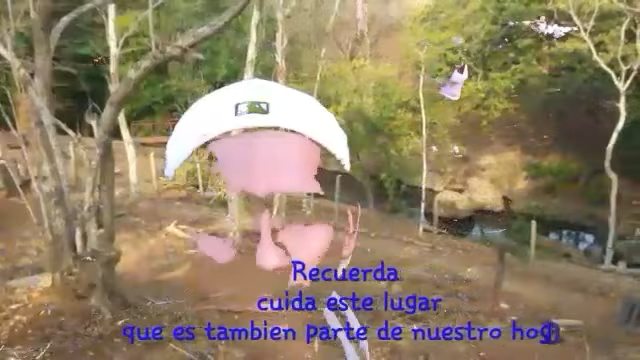 Recuerda
cuida este lugar
que es tambien parte de nuestro hog